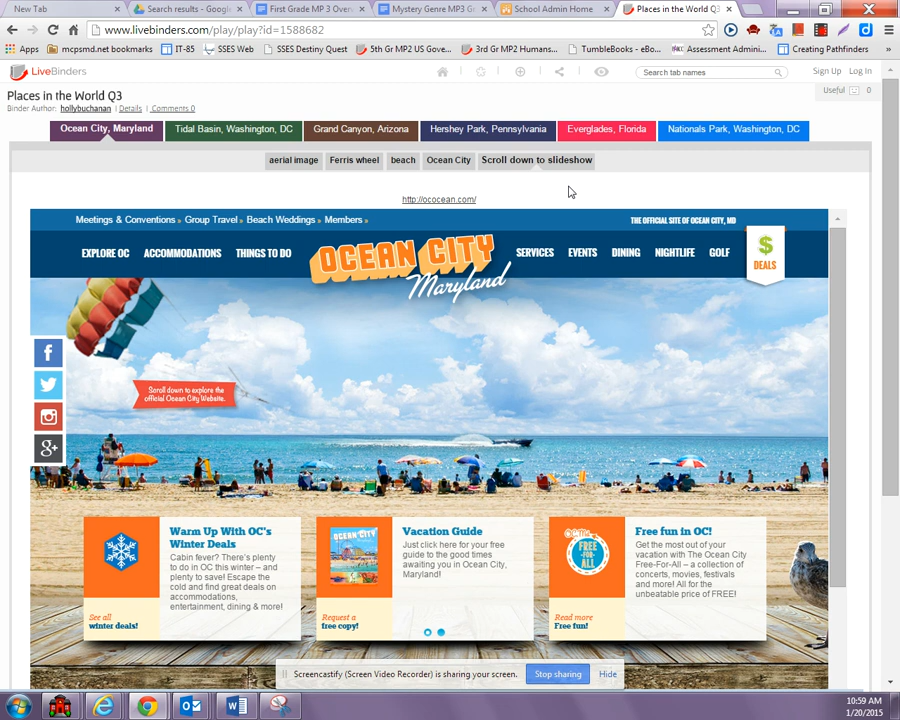 New Tab
Search results - Google
First Grade MP 3 Over
Mystery Genre MP3 G
School Admin Home
Places in the World Q3
www.livebinders.com/play/play?id=1588682
Apps mcpsmd.net bookmarks IT-85 SSES Web SSES Destiny Quest 5th Gr MP2 US Gove... 3rd Gr MP2 Humans... TumbleBooks - eBo... Assessment Admini... Creating Pathfinders »
LiveBinders
Search tab names
Sign Up Log In
Places in the World Q3
Useful 0
Binder Author: hollybuchanan | Details | Comments 0
Ocean City, Maryland
Tidal Basin, Washington, DC
Grand Canyon, Arizona
Hershey Park, Pennsylvania
Everglades, Florida
Nationals Park, Washington, DC
aerial image
Ferris wheel
beach
Ocean City
Scroll down to slideshow
http://ococean.com/
Meetings & Conventions » Group Travel » Beach Weddings » Members »
THE OFFICIAL SITE OF OCEAN CITY, MD
EXPLORE OC ACCOMMODATIONS THINGS TO DO
OCEAN CITY
Maryland
SERVICES EVENTS DINING NIGHTLIFE GOLF
$
DEALS
f
g+
Scroll down to explore the
official Ocean City Website.
Warm Up With OC's
Winter Deals
Cabin fever? There's plenty
to do in OC this winter – and
plenty to save! Escape the
cold and find great deals on
accommodations,
entertainment, dining & more!
See all
winter deals!
OCEAN CITY
Vacation Guide
Just click here for your free
guide to the good times
awaiting you in Ocean City,
Maryland!
Request a
free copy!
FREE
FOR
ALL
Free fun in OC!
Get the most out of your
vacation with The Ocean City
Free-For-All – a collection of
concerts, movies, festivals
and more! All for the
unbeatable price of FREE!
Read more
Free fun!
Screencastify (Screen Video Recorder) is sharing your screen.
Stop sharing
Hide
10:59 AM
1/20/2015